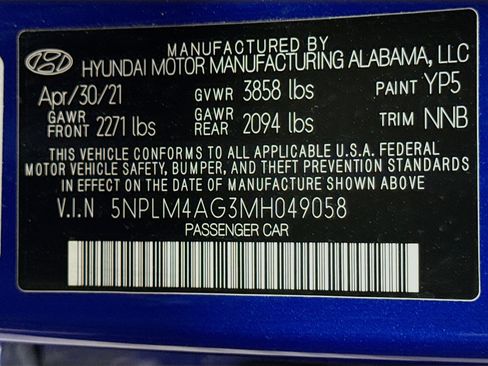 MANUFACTURED BY
HYUNDAI MOTOR MANUFACTURING ALABAMA, LLC
Apr/30/21 GVWR 3858 lbs PAINT YP5
GAWR FRONT 2271 lbs GAWR REAR 2094 lbs TRIM NNB
THIS VEHICLE CONFORMS TO ALL APPLICABLE U.S.A. FEDERAL
MOTOR VEHICLE SAFETY, BUMPER, AND THEFT PREVENTION STANDARDS
IN EFFECT ON THE DATE OF MANUFACTURE SHOWN ABOVE.
V.I.N 5NPLM4AG3MH049058
PASSENGER CAR